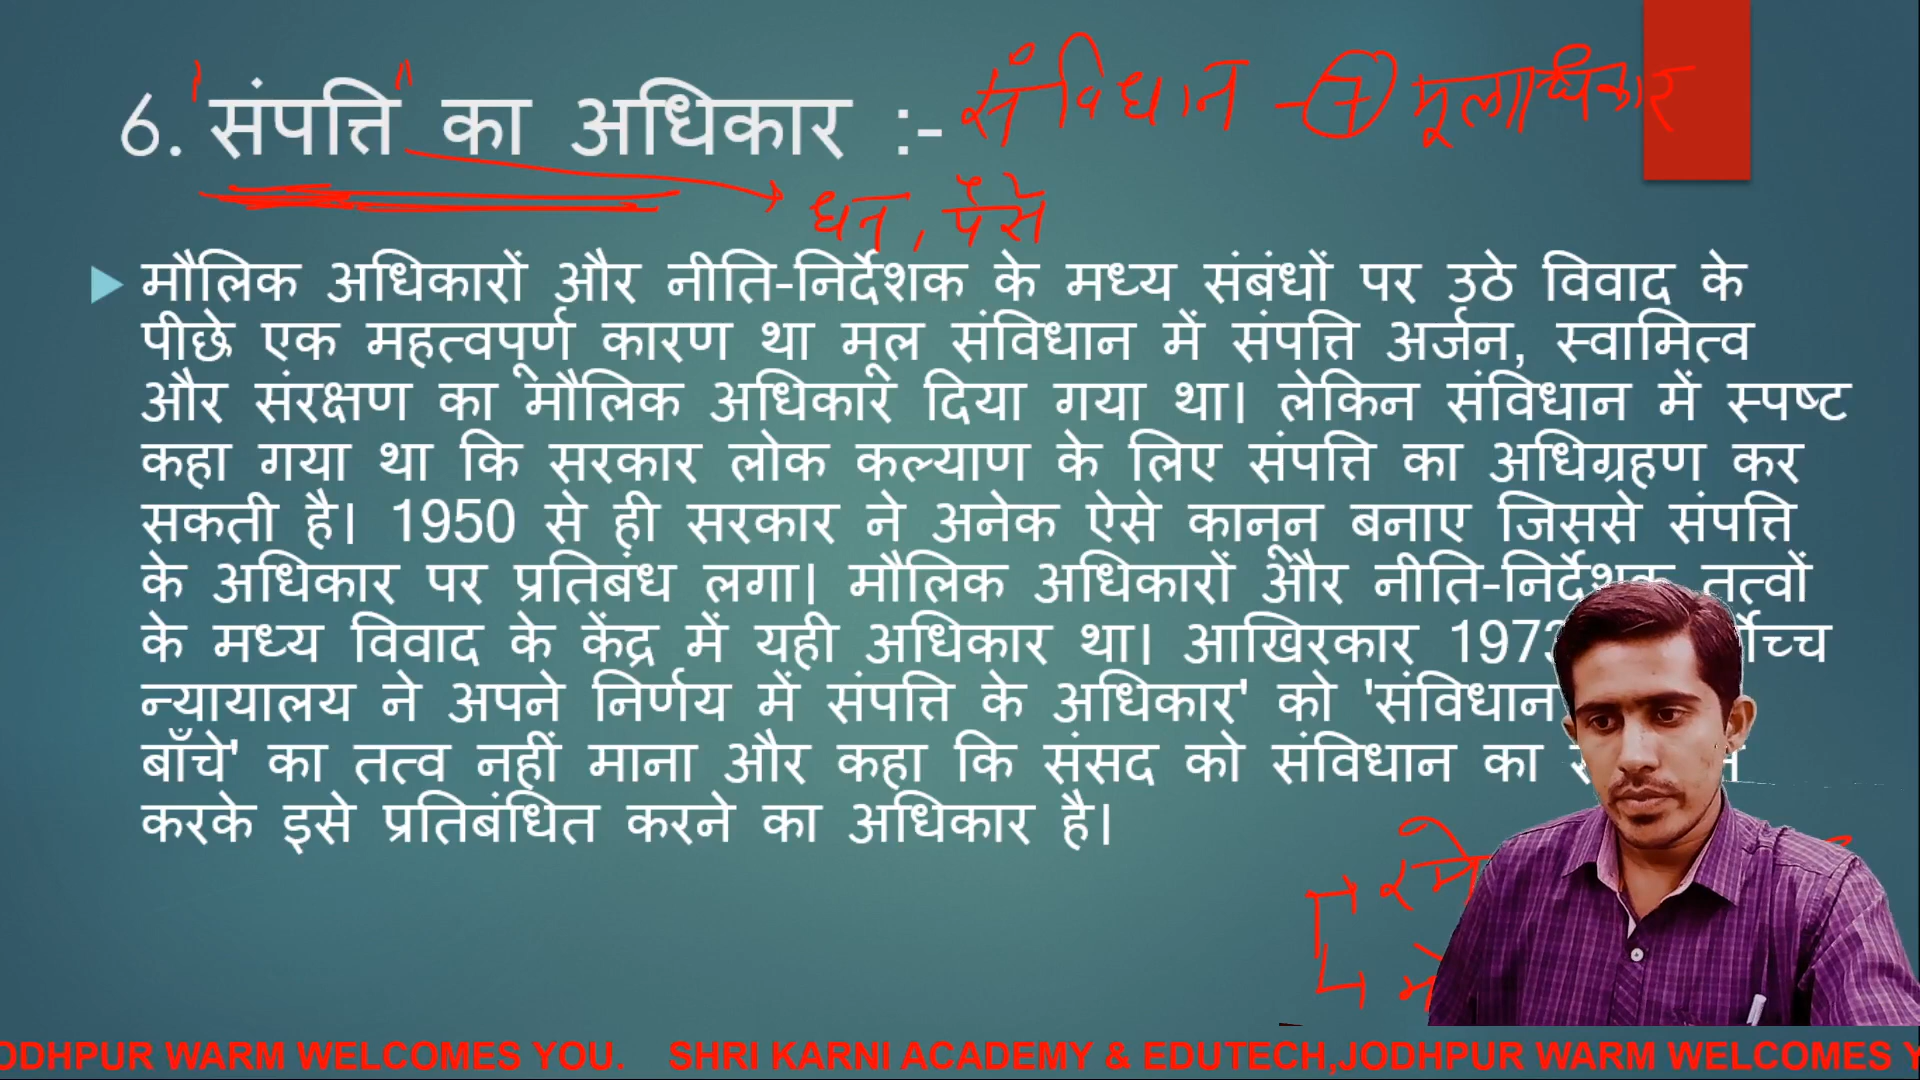 6. संपत्ति का अधिकार :- संविधान - 7 मूलाधिकार
धन, पैसे
मौलिक अधिकारों और नीति-निर्देशक के मध्य संबंधों पर उठे विवाद के
पीछे एक महत्वपूर्ण कारण था मूल संविधान में संपत्ति अर्जन, स्वामित्व
और संरक्षण का मौलिक अधिकार दिया गया था। लेकिन संविधान में स्पष्ट
कहा गया था कि सरकार लोक कल्याण के लिए संपत्ति का अधिग्रहण कर
सकती है। 1950 से ही सरकार ने अनेक ऐसे कानून बनाए जिससे संपत्ति
के अधिकार पर प्रतिबंध लगा। मौलिक अधिकारों और नीति-निर्देशक तत्वों
के मध्य विवाद के केंद्र में यही अधिकार था। आखिरकार
न्यायालय ने अपने निर्णय में संपत्ति के अधिकार' को 'संविधान
बाँचे' का तत्व नहीं माना और कहा कि संसद को संविधान का
करके इसे प्रतिबंधित करने का अधिकार है।
WARM WELCOMES YOU. SHRI KARNI ACADEMY & EDUTECH,JODHPUR WARM WELCOMES